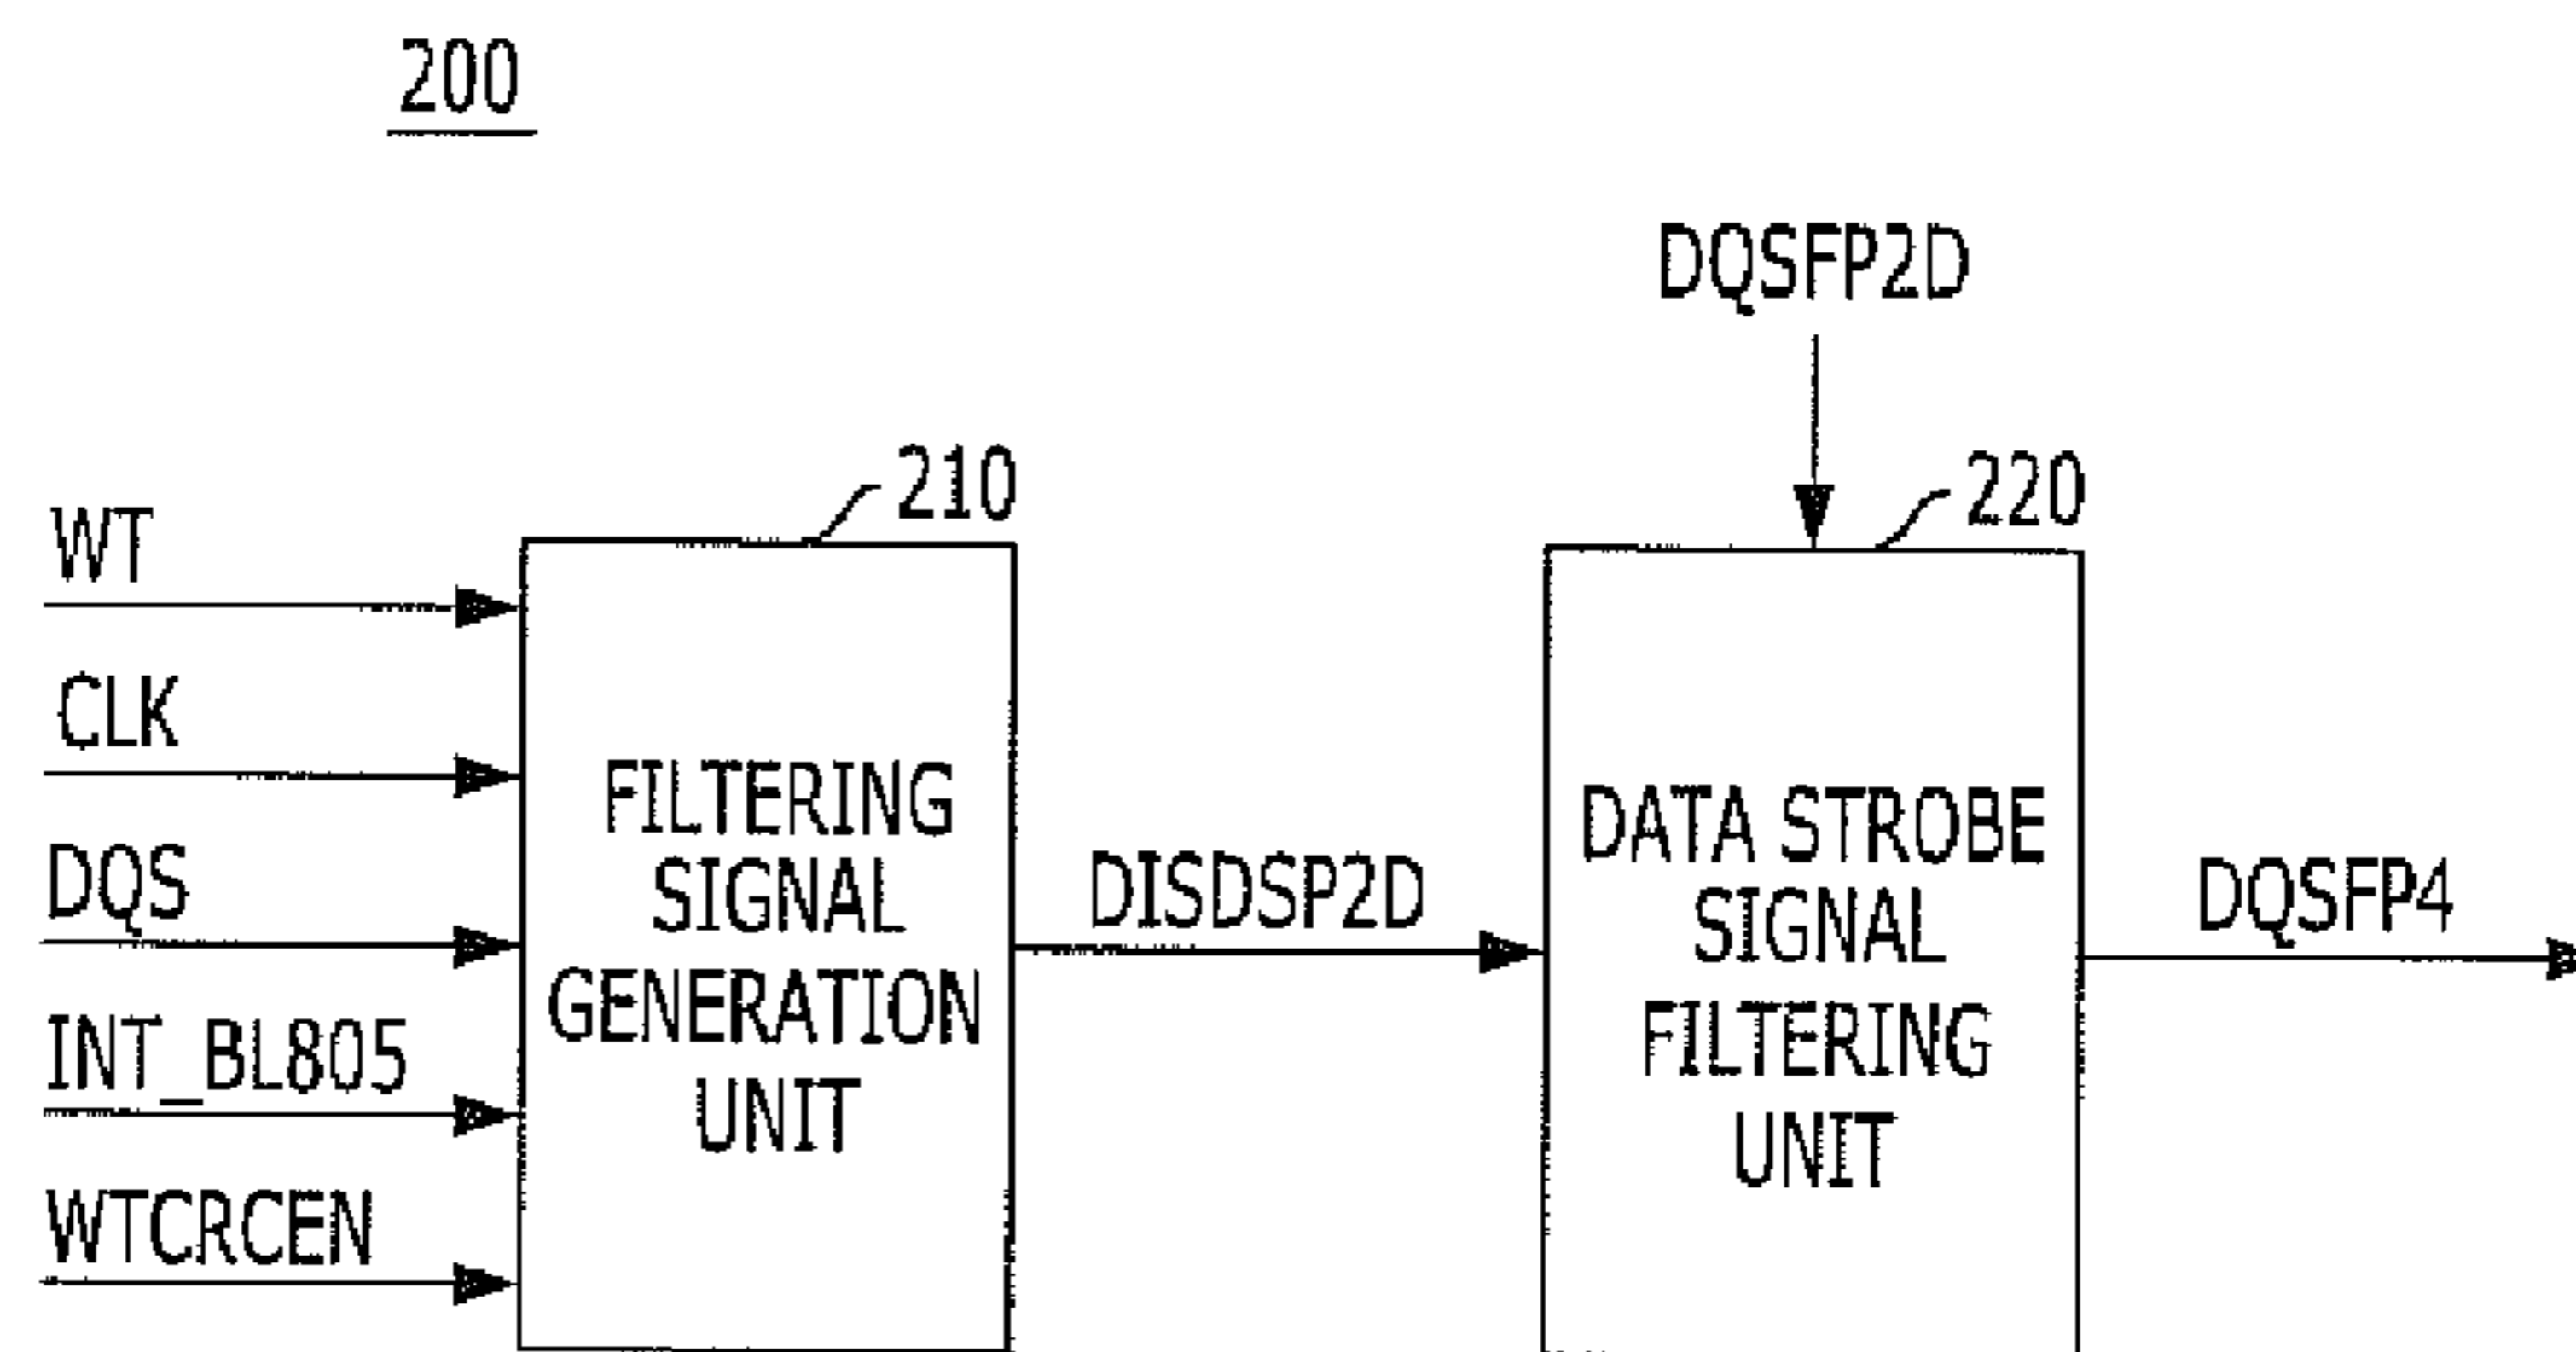 200
DQSFP2D
210
220
WT
CLK
DQS
INT_BL805
WTCRCEN
FILTERING
SIGNAL
GENERATION
UNIT
DISDSP2D
DATA STROBE
SIGNAL
FILTERING
UNIT
DQSFP4